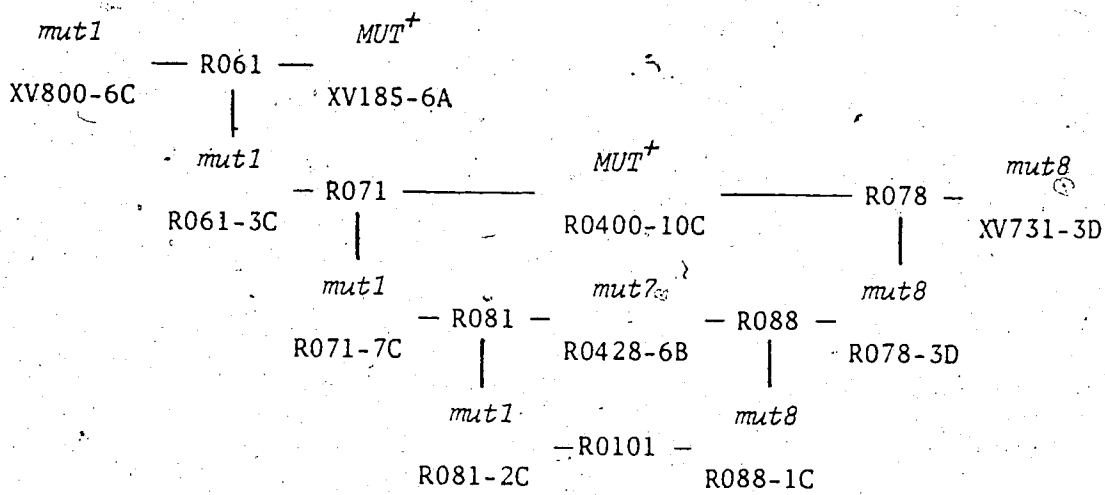 mut1 MUT+
— R061 —
XV800-6C XV185-6A
mut1 MUT+ mut8
— R071 — R078 —
R061-3C R0400-10C XV731-3D
mut1 mut7 mut8
— R081 — — R088 —
R071-7C R0428-6B R078-3D
mut1 mut8
—R0101 —
R081-2C R088-1C